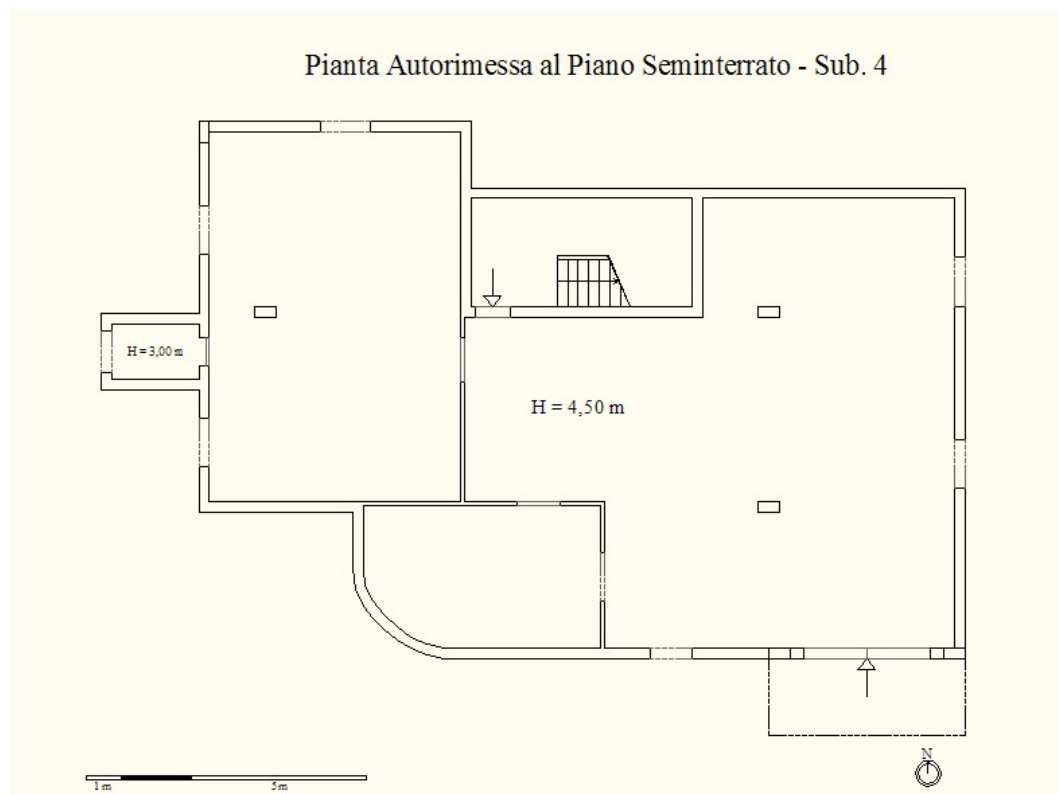 Pianta Autorimessa al Piano Seminterrato - Sub. 4
H = 3,00 m
H = 4,50 m
N
1 m 5 m